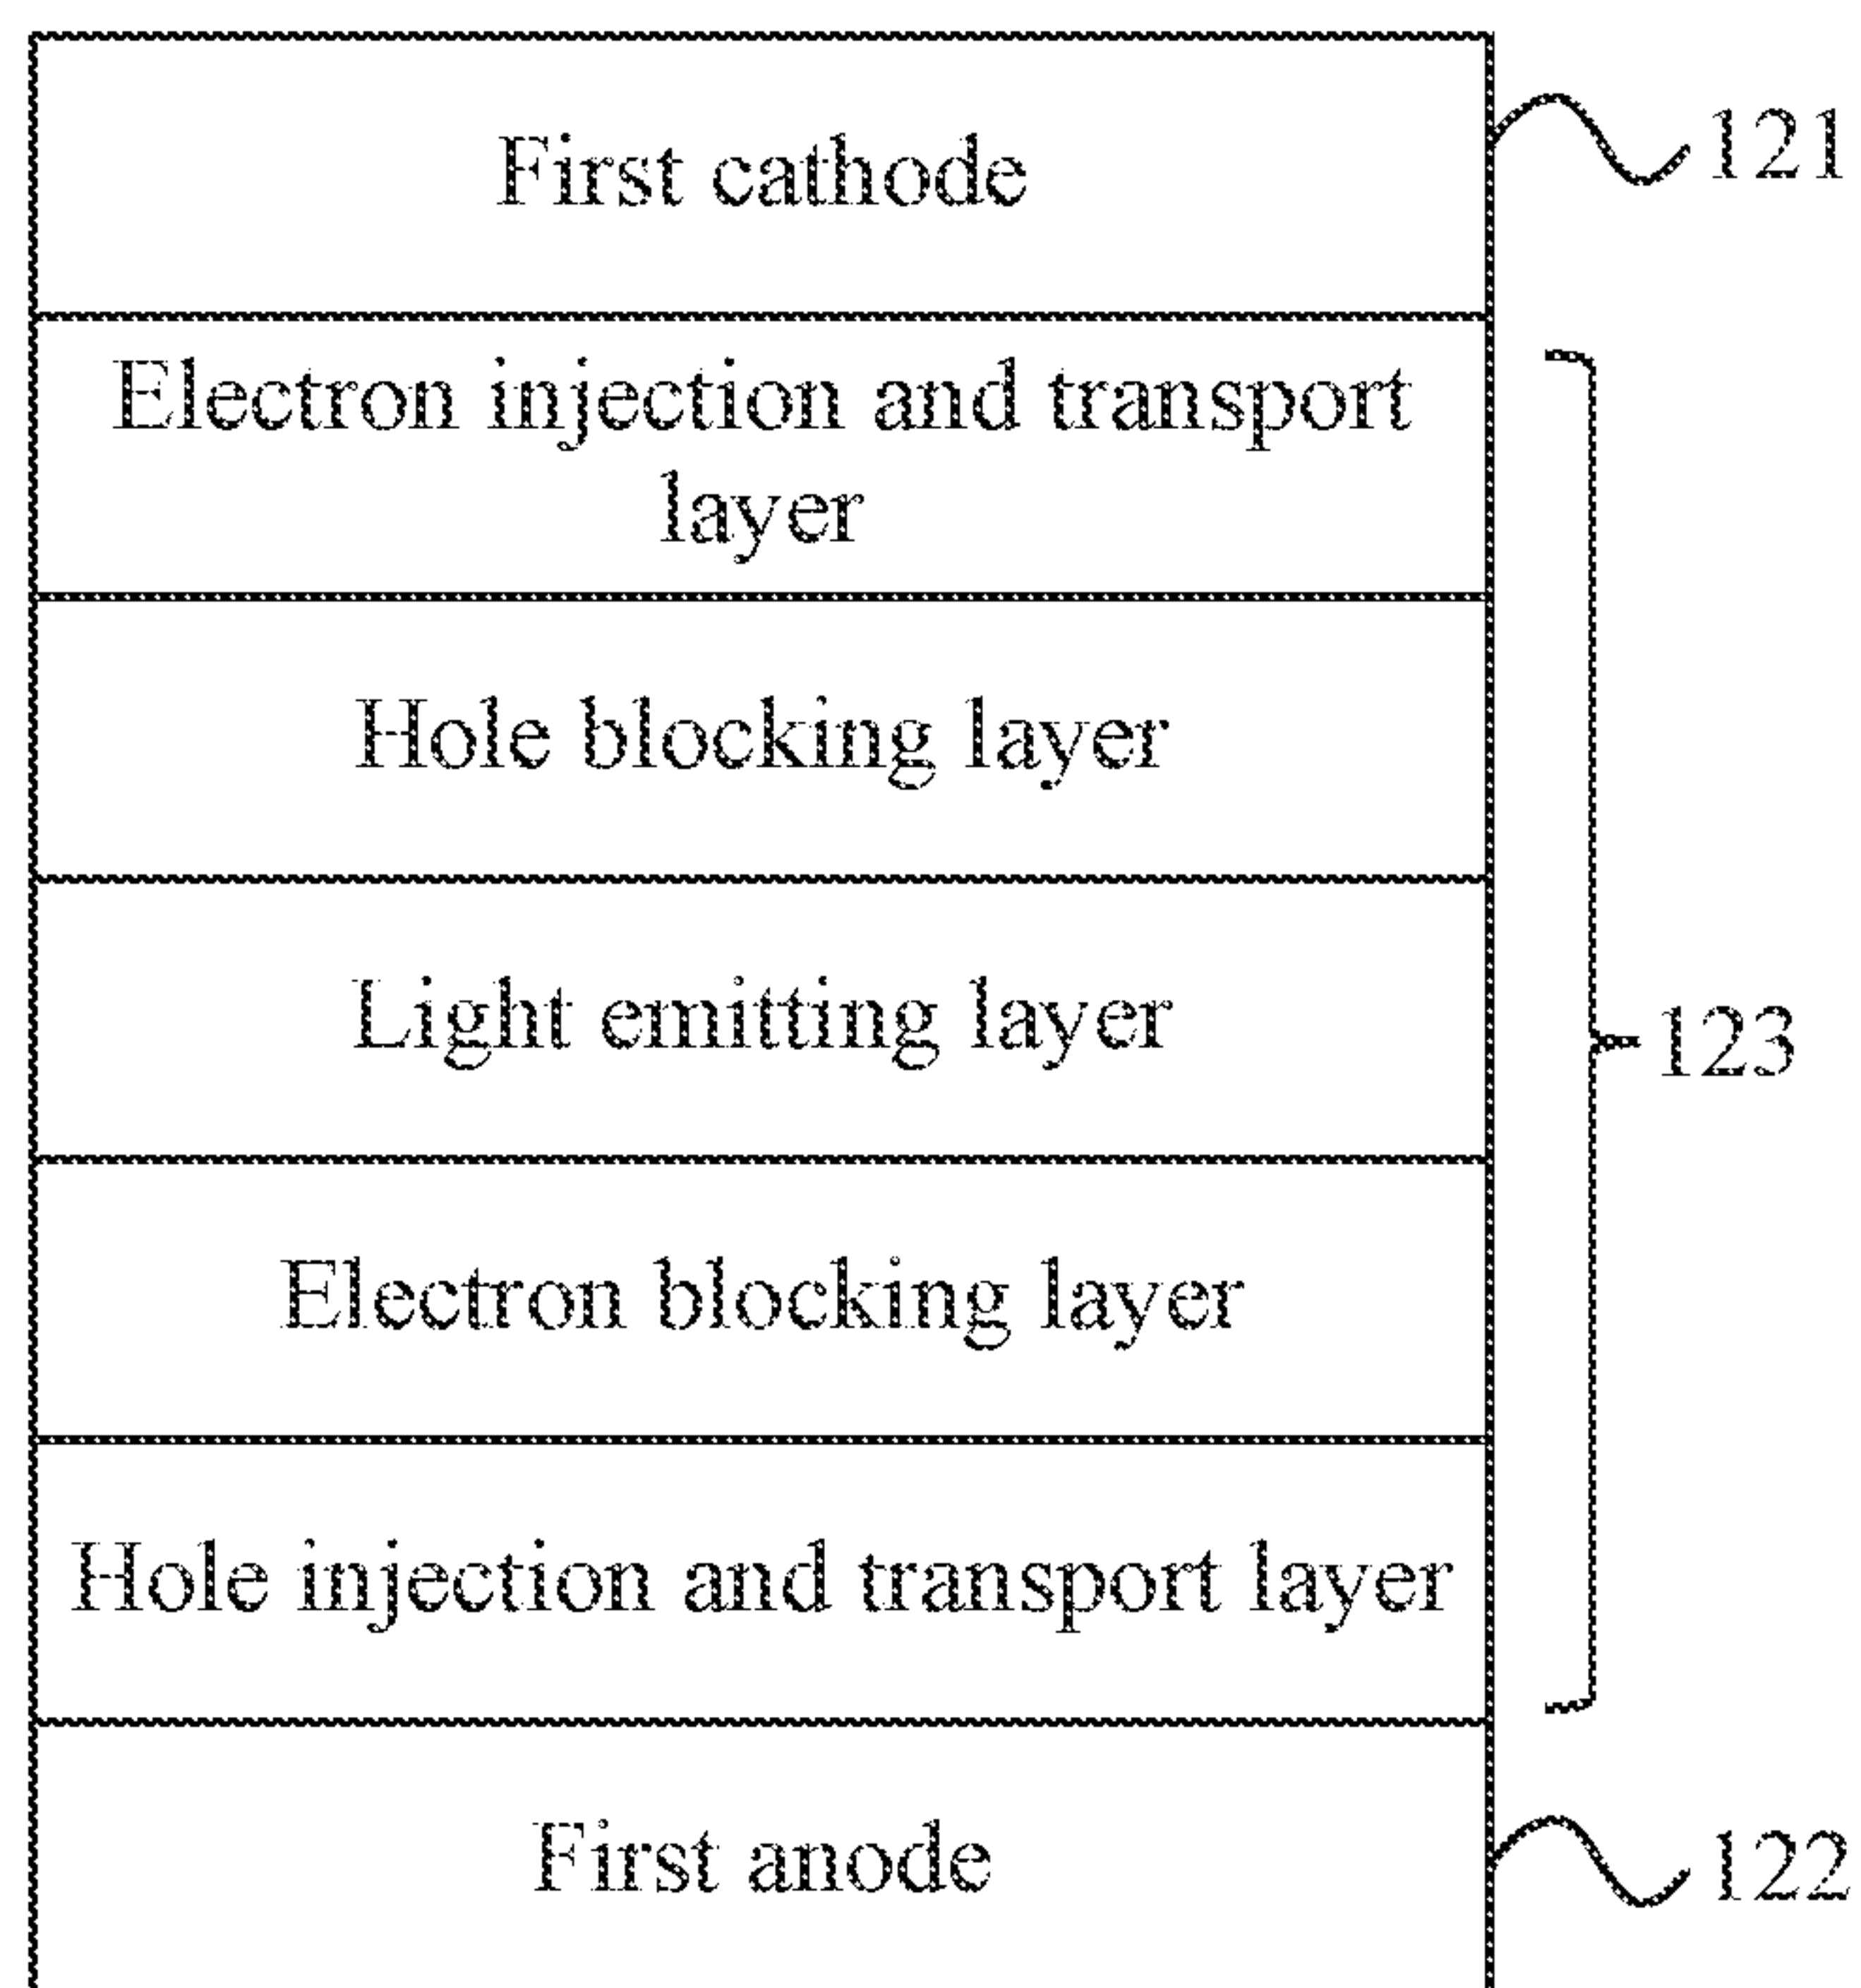 First cathode
121
Electron injection and transport
layer
Hole blocking layer
Light emitting layer
123
Electron blocking layer
Hole injection and transport layer
First anode
122